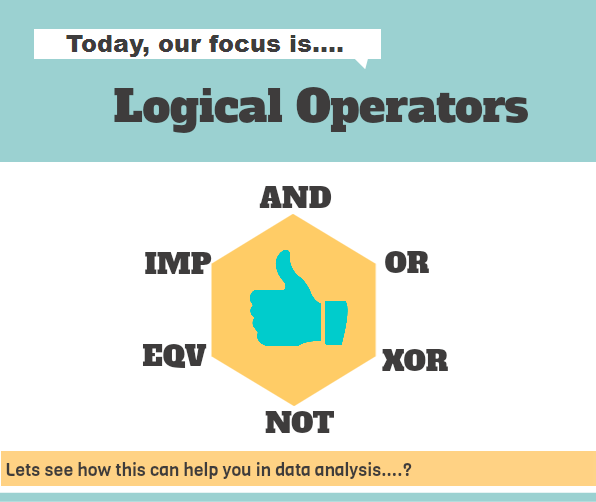 Today, our focus is....
Logical Operators
AND
IMP
OR
EQV
XOR
NOT
Lets see how this can help you in data analysis....?